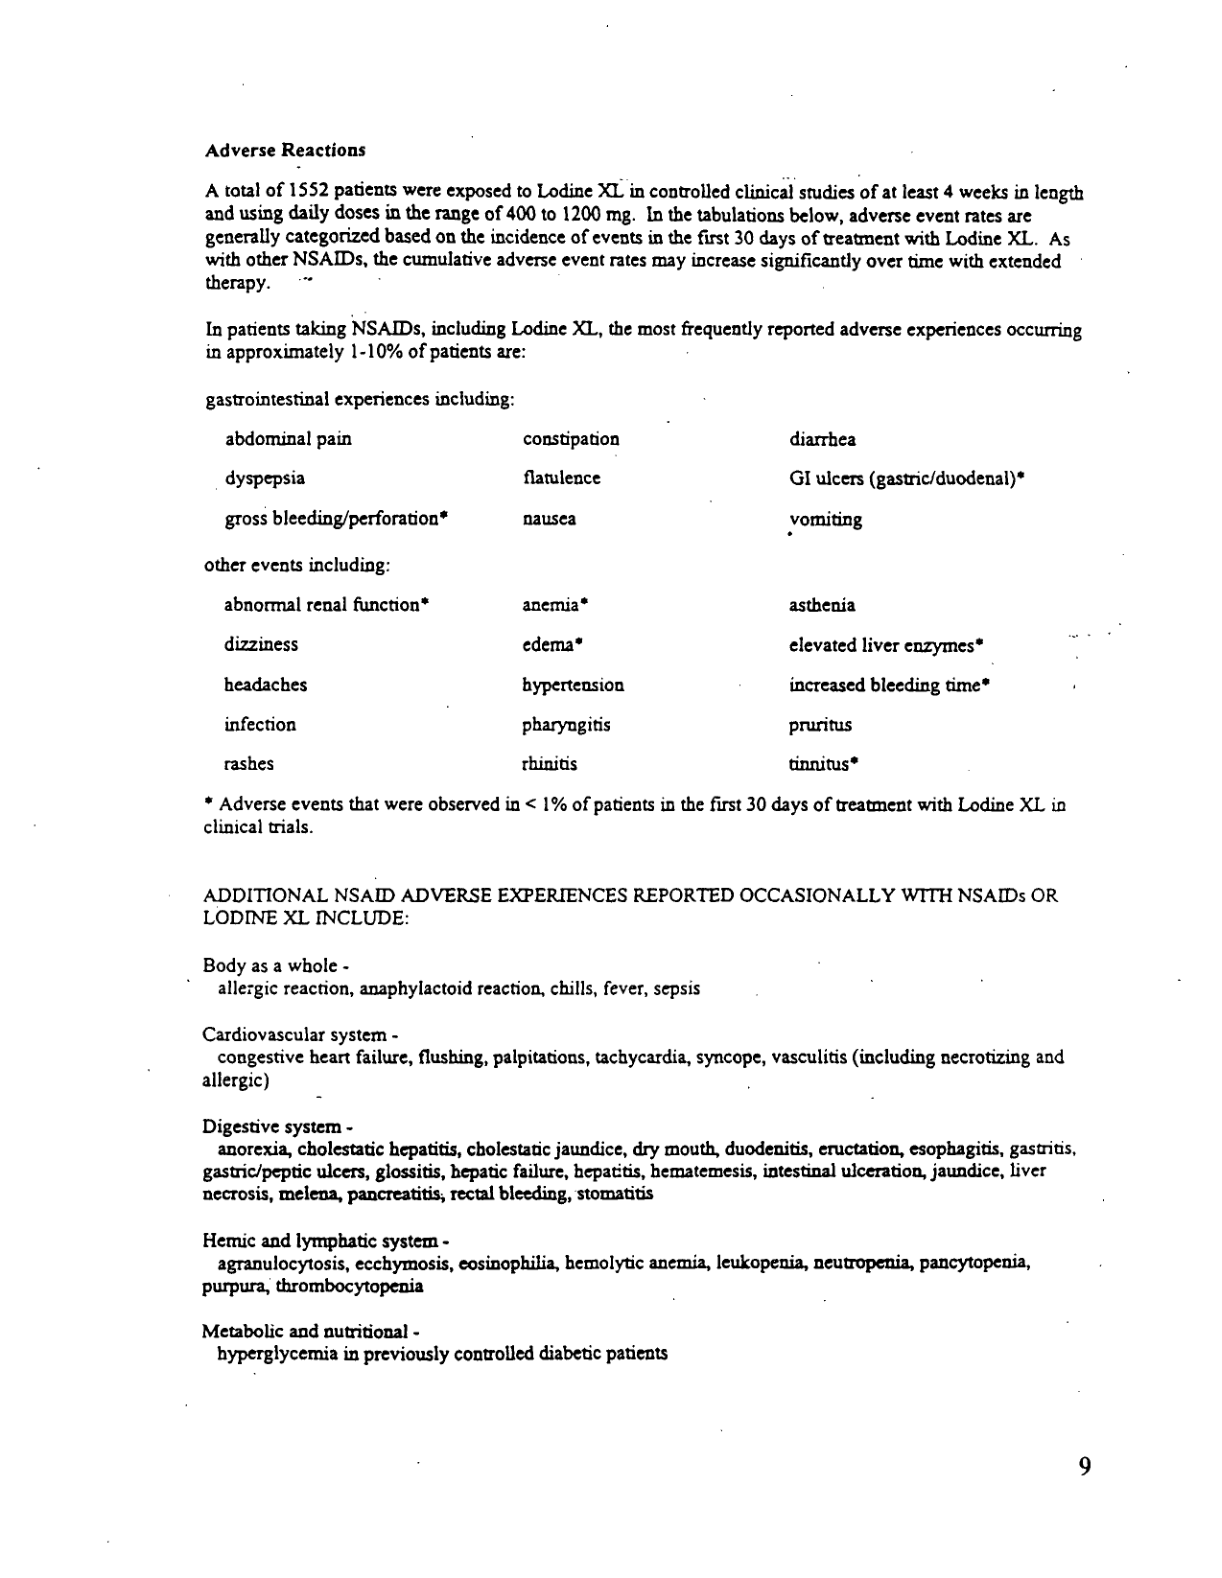 Adverse Reactions
A total of 1552 patients were exposed to Lodine XL in controlled clinical studies of at least 4 weeks in length
and using daily doses in the range of 400 to 1200 mg. In the tabulations below, adverse event rates are
generally categorized based on the incidence of events in the first 30 days of treatment with Lodine XL. As
with other NSAIDs, the cumulative adverse event rates may increase significantly over time with extended
therapy.
In patients taking NSAIDs, including Lodine XL, the most frequently reported adverse experiences occurring
in approximately 1-10% of patients are:
gastrointestinal experiences including:
abdominal pain constipation diarrhea
dyspepsia flatulence GI ulcers (gastric/duodenal)*
gross bleeding/perforation* nausea vomiting
other events including:
abnormal renal function* anemia* asthenia
dizziness edema* elevated liver enzymes*
headaches hypertension increased bleeding time*
infection pharyngitis pruritus
rashes rhinitis tinnitus*
* Adverse events that were observed in < 1% of patients in the first 30 days of treatment with Lodine XL in
clinical trials.
ADDITIONAL NSAID ADVERSE EXPERIENCES REPORTED OCCASIONALLY WITH NSAIDs OR
LODINE XL INCLUDE:
Body as a whole -
allergic reaction, anaphylactoid reaction, chills, fever, sepsis
Cardiovascular system -
congestive heart failure, flushing, palpitations, tachycardia, syncope, vasculitis (including necrotizing and
allergic)
Digestive system -
anorexia, cholestatic hepatitis, cholestatic jaundice, dry mouth, duodenitis, eructation, esophagitis, gastritis,
gastric/peptic ulcers, glossitis, hepatic failure, hepatitis, hematemesis, intestinal ulceration, jaundice, liver
necrosis, melena, pancreatitis, rectal bleeding, stomatitis
Hemic and lymphatic system -
agranulocytosis, ecchymosis, eosinophilia, hemolytic anemia, leukopenia, neutropenia, pancytopenia,
purpura, thrombocytopenia
Metabolic and nutritional -
hyperglycemia in previously controlled diabetic patients
9